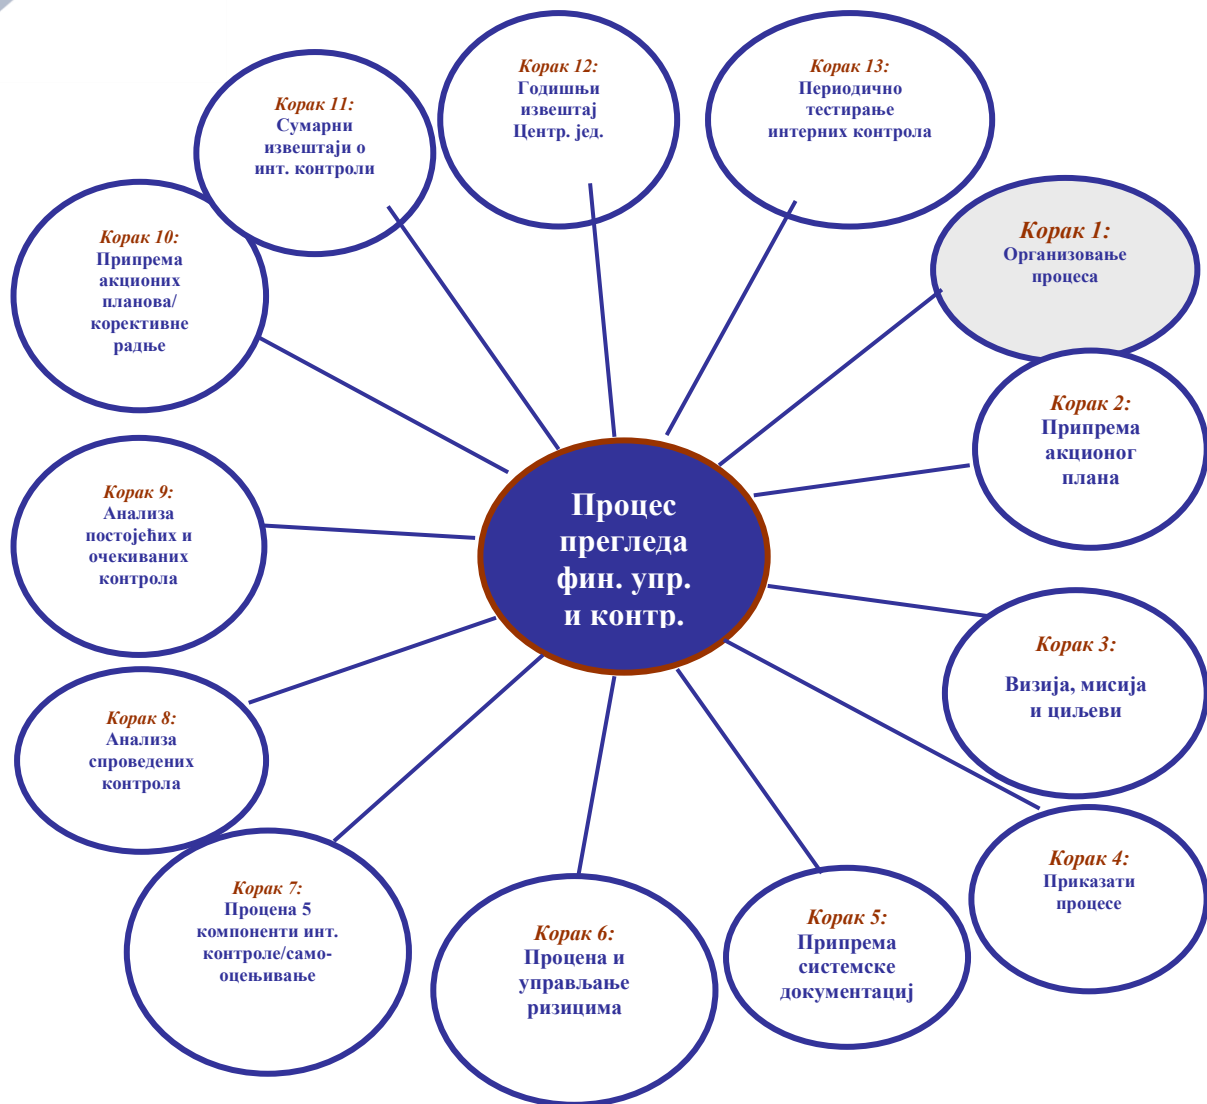 Процес
прегледа
фин. упр.
и контр.
Корак 1:
Организовање
процеса
Корак 2:
Припрема
акционог
плана
Корак 3:
Визија, мисија
и циљеви
Корак 4:
Приказати
процесе
Корак 5:
Припрема
системске
документациј
Корак 6:
Процена и
управљање
ризицима
Корак 7:
Процена 5
компоненти инт.
контроле/само-
оцењивање
Корак 8:
Анализа
спроведених
контрола
Корак 9:
Анализа
постојећих и
очекиваних
контрола
Корак 10:
Припрема
акционих
планова/
корективне
радње
Корак 11:
Сумарни
извештаји о
инт. контроли
Корак 12:
Годишњи
извештај
Центр. јед.
Корак 13:
Периодично
тестирање
интерних контрола